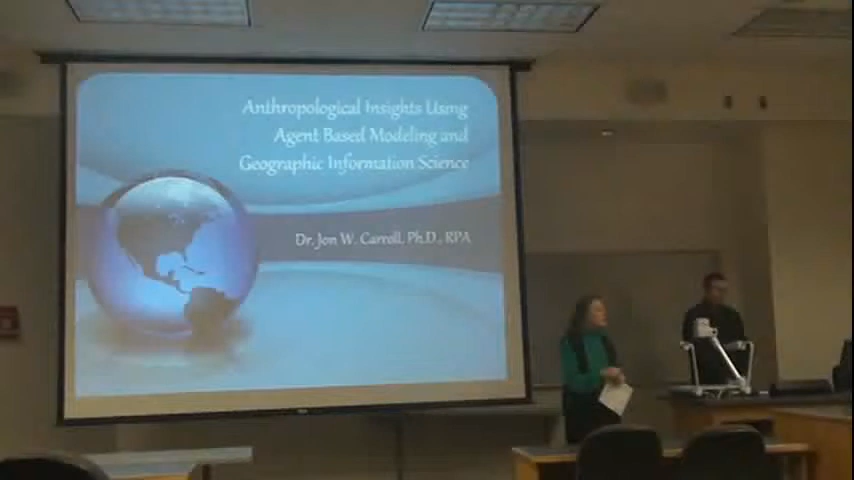 Anthropological Insights Using
Agent Based Modeling and
Geographic Information Science
Dr. Jon W. Carroll, Ph.D., RPA